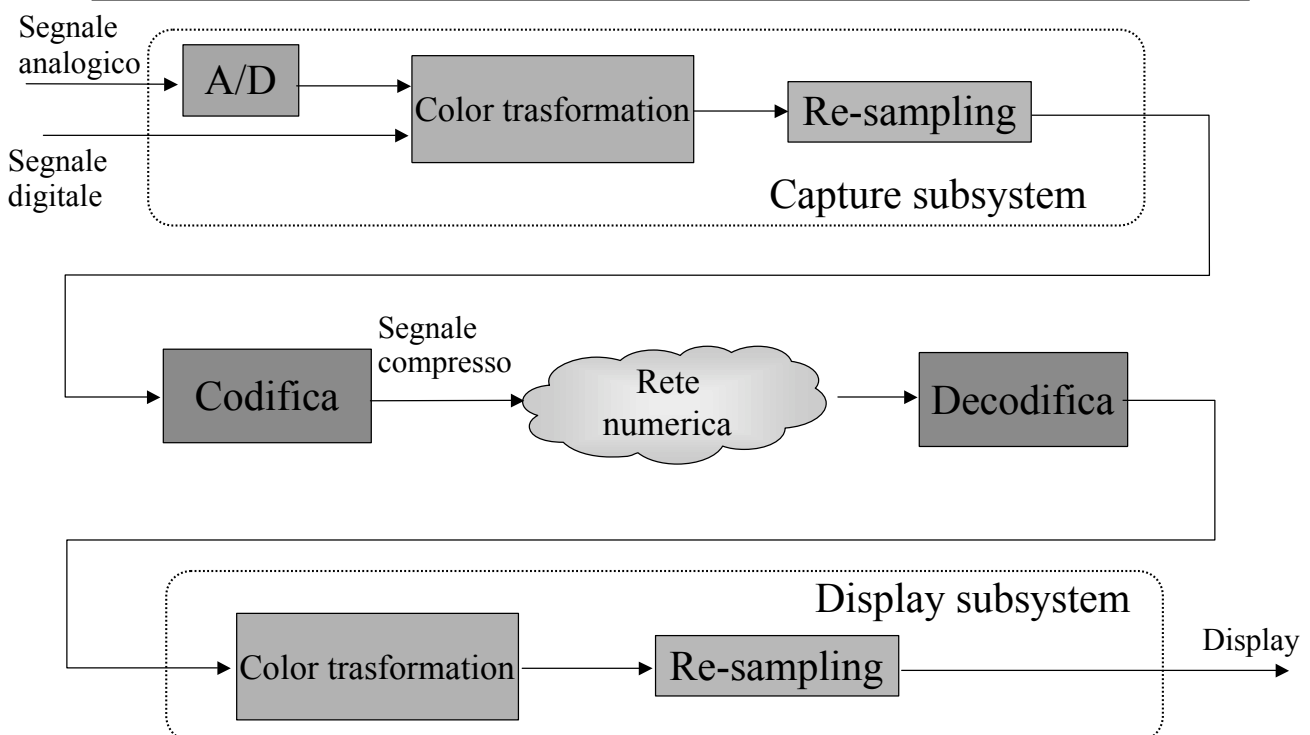 Segnale
analogico
A/D
Color trasformation
Re-sampling
Segnale
digitale
Capture subsystem
Codifica
Segnale
compresso
Rete
numerica
Decodifica
Display subsystem
Color trasformation
Re-sampling
Display